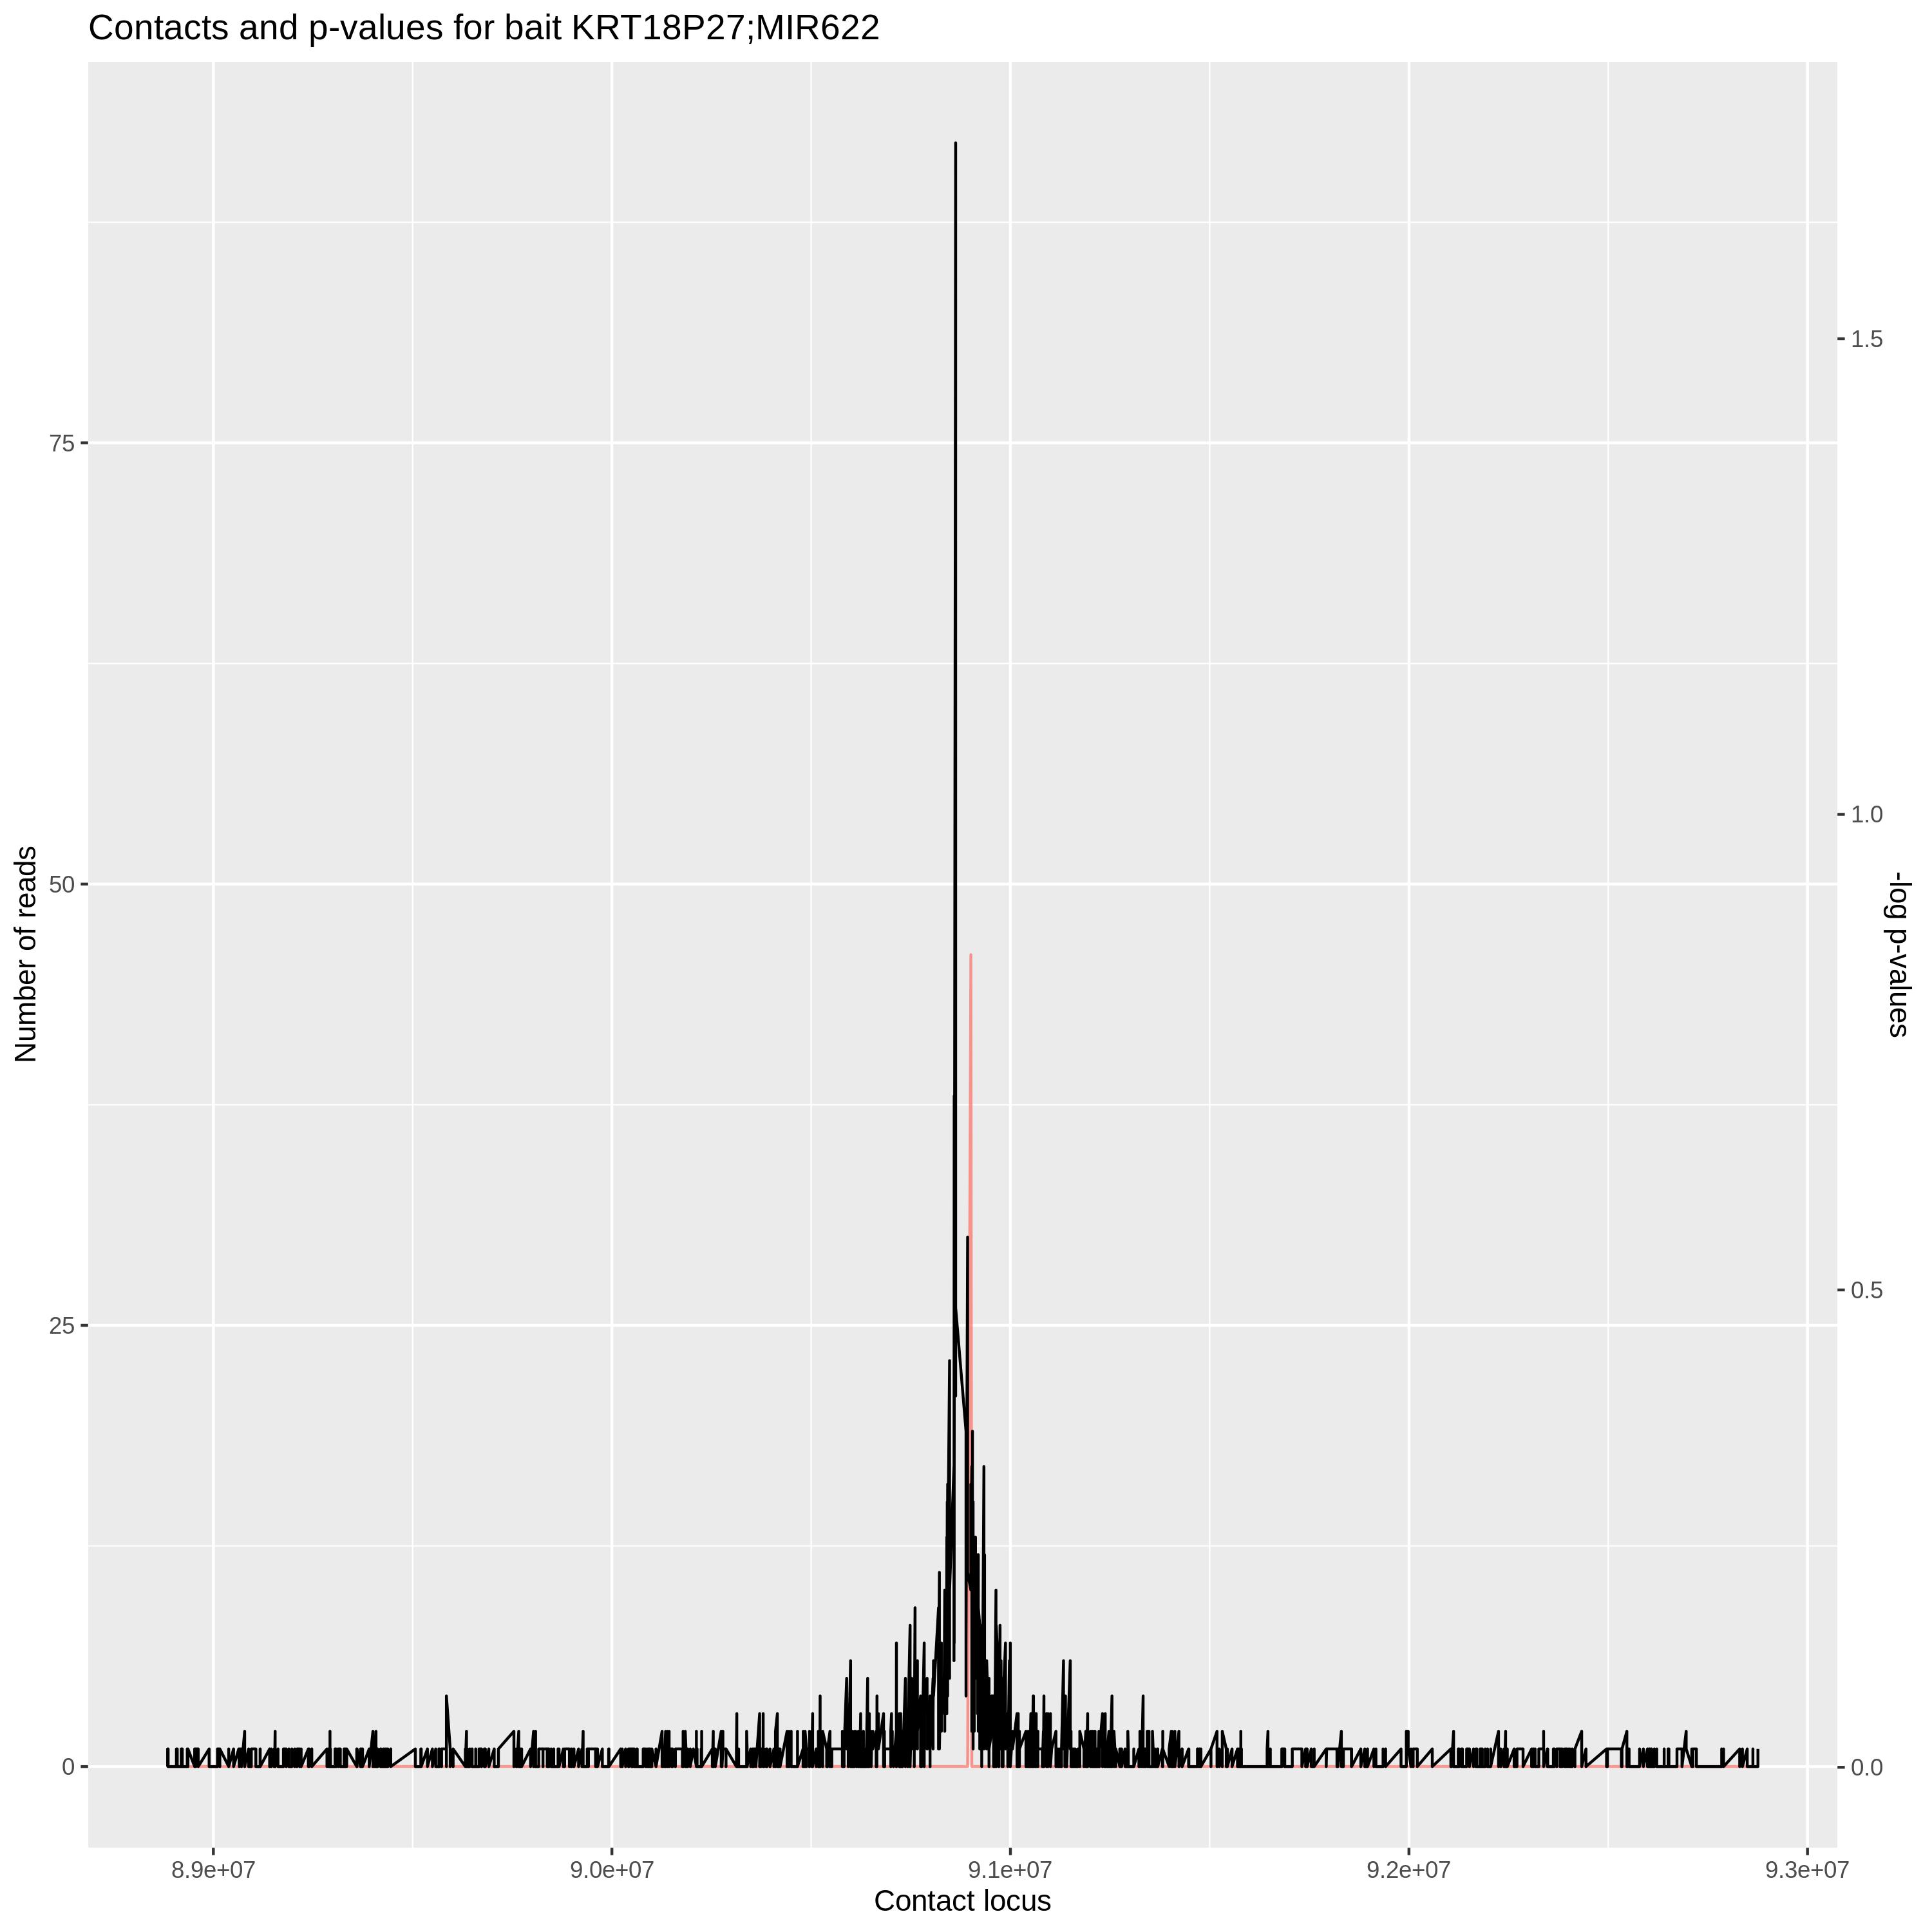 Contacts and p-values for bait KRT18P27;MIR622
Number of reads
75
50
25
0
1.5
1.0
0.5
0.0
-log p-values
8.9e+07 9.0e+07 9.1e+07 9.2e+07 9.3e+07
Contact locus